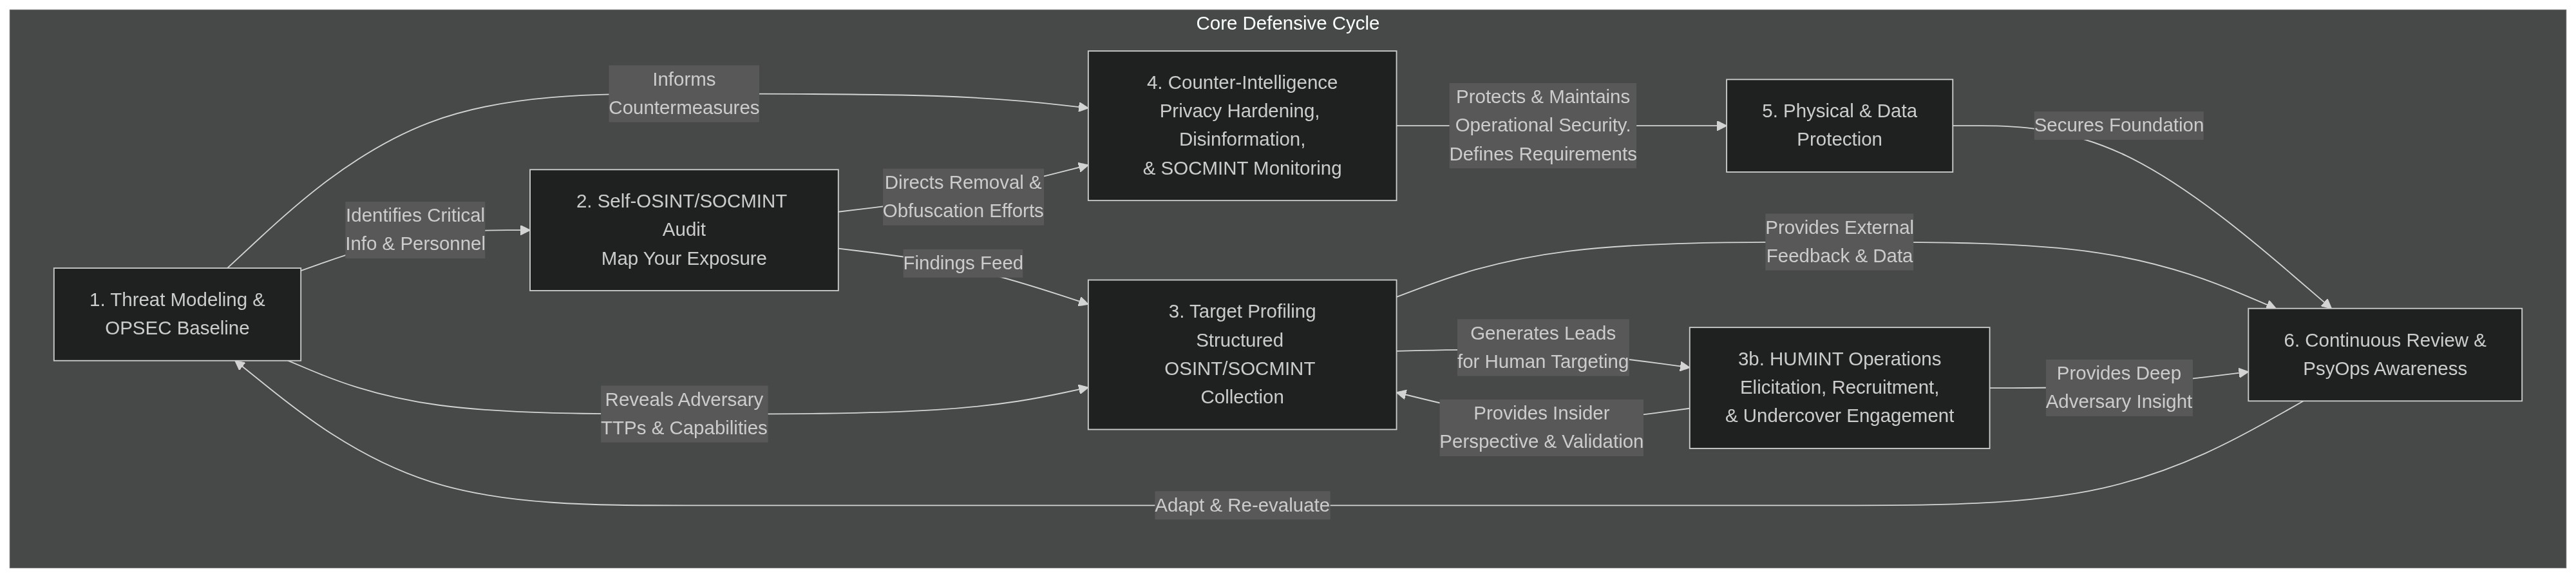 Core Defensive Cycle
Informs
Countermeasures
4. Counter-Intelligence
Privacy Hardening,
Disinformation,
& SOCMINT Monitoring
Protects & Maintains
Operational Security.
Defines Requirements
5. Physical & Data
Protection
Secures Foundation
Identifies Critical
Info & Personnel
2. Self-OSINT/SOCMINT
Audit
Map Your Exposure
Directs Removal &
Obfuscation Efforts
Findings Feed
Provides External
Feedback & Data
1. Threat Modeling &
OPSEC Baseline
3. Target Profiling
Structured
OSINT/SOCMINT
Collection
Generates Leads
for Human Targeting
3b. HUMINT Operations
Elicitation, Recruitment,
& Undercover Engagement
Provides Deep
Adversary Insight
6. Continuous Review &
PsyOps Awareness
Reveals Adversary
TTPs & Capabilities
Provides Insider
Perspective & Validation
Adapt & Re-evaluate